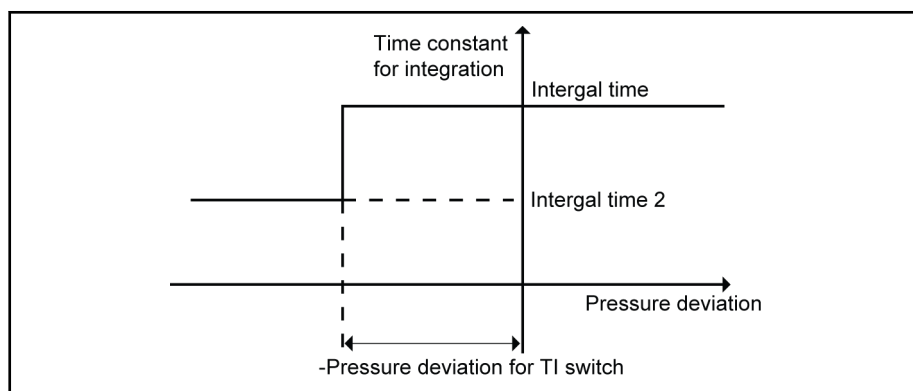 Time constant
for integration
Intergal time
Intergal time 2
Pressure deviation
-Pressure deviation for TI switch